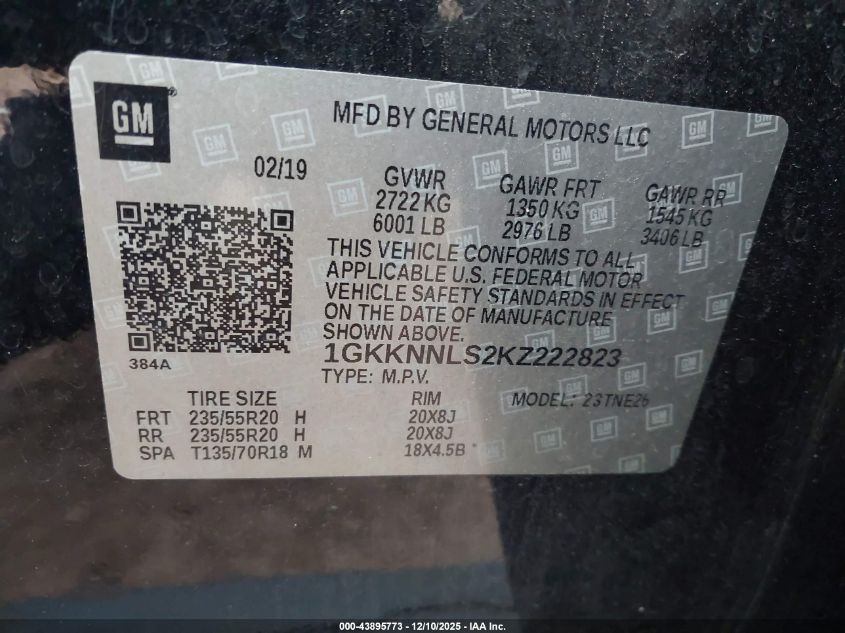 GM
MFD BY GENERAL MOTORS LLC
02/19
GVWR GAWR FRT GAWR RR
2722 KG 1350 KG 1545 KG
6001 LB 2976 LB 3406 LB
THIS VEHICLE CONFORMS TO ALL
APPLICABLE U.S. FEDERAL MOTOR
VEHICLE SAFETY STANDARDS IN EFFECT
ON THE DATE OF MANUFACTURE
SHOWN ABOVE.
1GKKNNLS2KZ222823
384A
TYPE: M.P.V. MODEL: 23TNE26
TIRE SIZE RIM
FRT 235/55R20 H 20X8J
RR 235/55R20 H 20X8J
SPA T135/70R18 M 18X4.5B
12/10/2025 - 43895773 - 12/10/2025 - IAA Inc.